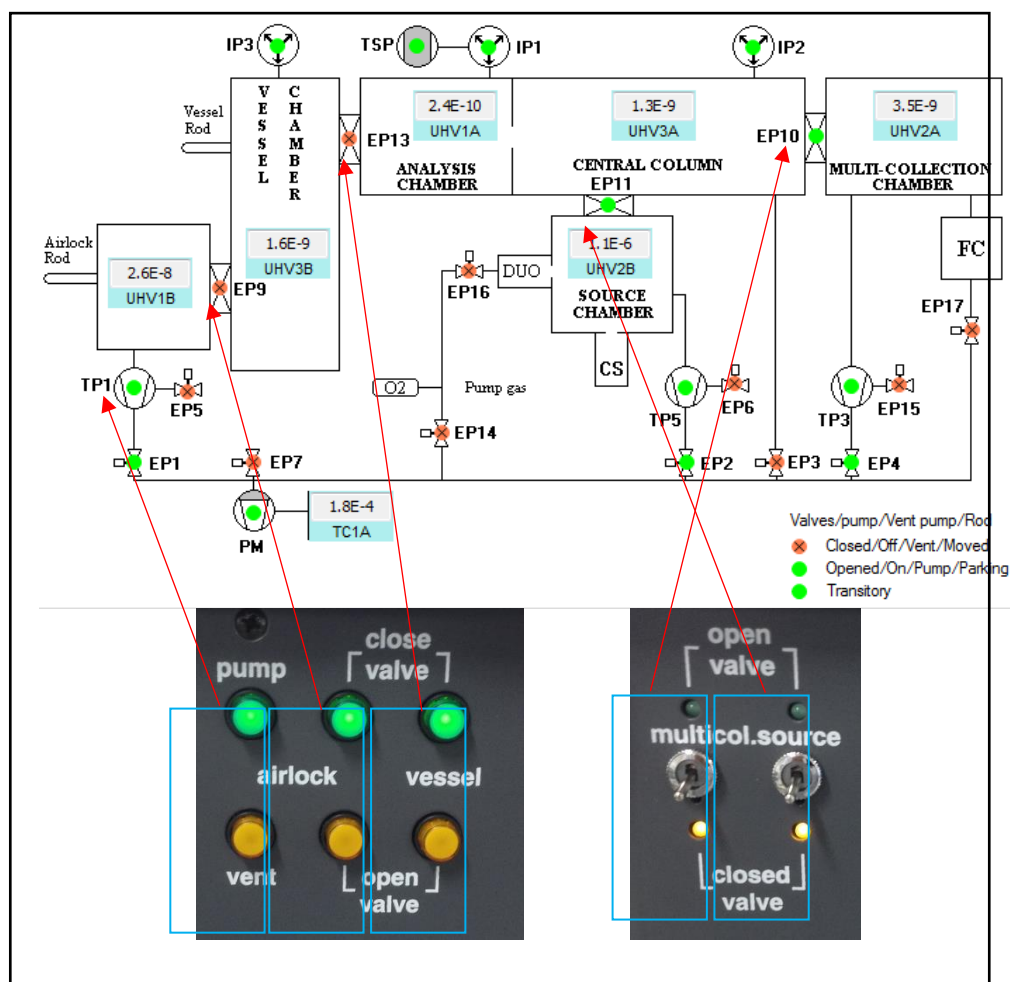 IP3
TSP
IP1
IP2
VESSEL
CHAMBER
Vessel
Rod
2.4E-10
UHV1A
1.3E-9
UHV3A
3.5E-9
UHV2A
EP13
EP10
ANALYSIS
CHAMBER
CENTRAL COLUMN
MULTI-COLLECTION
CHAMBER
EP11
Airlock
Rod
1.6E-9
UHV3B
1.1E-6
UHV2B
FC
2.6E-8
UHV1B
EP9
DUO
EP16
SOURCE
CHAMBER
EP17
CS
TP1
EP5
O2
Pump gas
TP5
EP6
TP3
EP15
EP14
EP1
EP7
EP2
EP3
EP4
1.8E-4
TC1A
PM
Valves/pump/Vent pump/Rod
Closed/Off/Vent/Moved
Opened/On/Pump/Parking
Transitory
close
valve
pump
airlock
vessel
vent
open
valve
open
valve
multicol.source
closed
valve